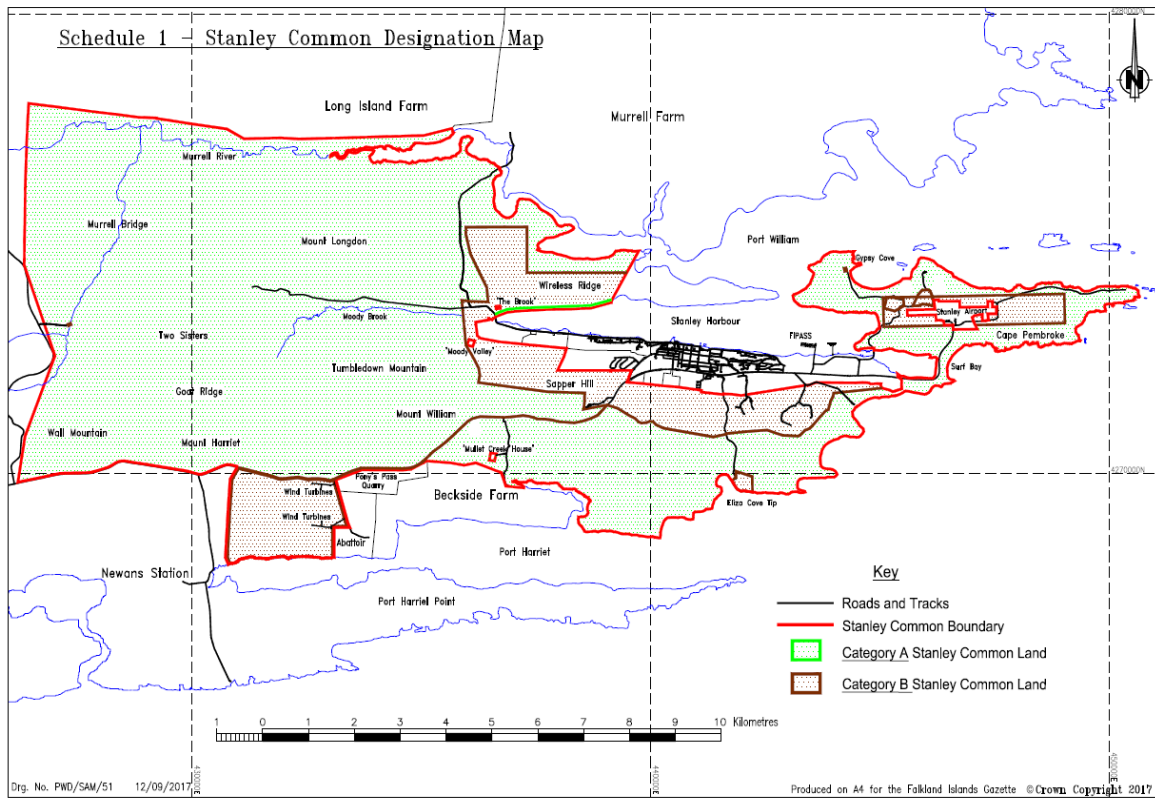 Schedule 1 - Stanley Common Designation Map
4280000N
N
Long Island Farm
Murrell Farm
Murrell River
Murrell Bridge
Mount Longdon
Port William
Gypsy Cove
Wireless Ridge
"The Brook"
Moody Brook
Stanley Harbour
Stanley Airport
Two Sisters
"Moody Valley"
FIPASS
Cape Pembroke
Tumbledown Mountain
Sapper Hill
Surf Bay
Goat Ridge
Mount William
Wall Mountain
Mount Harriet
"Mullet Creek House"
4270000N
Pony's Pass
Quarry
Wind Turbines
Beckside Farm
Eliza Cove Tip
Wind Turbines
Abattoir
Port Harriet
Newans Station
Port Harriet Point
Key
Roads and Tracks
Stanley Common Boundary
Category A Stanley Common Land
Category B Stanley Common Land
1 0 1 2 3 4 5 6 7 8 9 10 Kilometres
430000E
440000E
450000E
Drg. No. PWD/SAM/51 12/09/2017
Produced on A4 for the Falkland Islands Gazette © Crown Copyright 2017